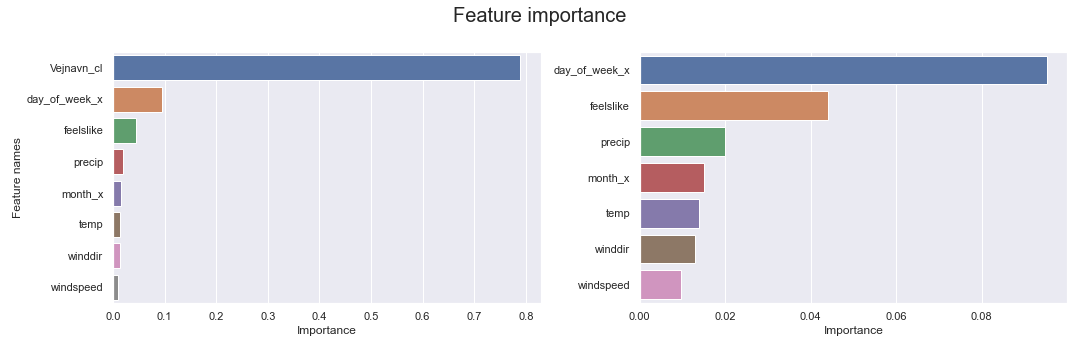 Feature importance
Feature names
Vejnavn_cl
day_of_week_x
feelslike
precip
month_x
temp
winddir
windspeed
0.0 0.1 0.2 0.3 0.4 0.5 0.6 0.7 0.8
Importance
day_of_week_x
feelslike
precip
month_x
temp
winddir
windspeed
0.00 0.02 0.04 0.06 0.08
Importance